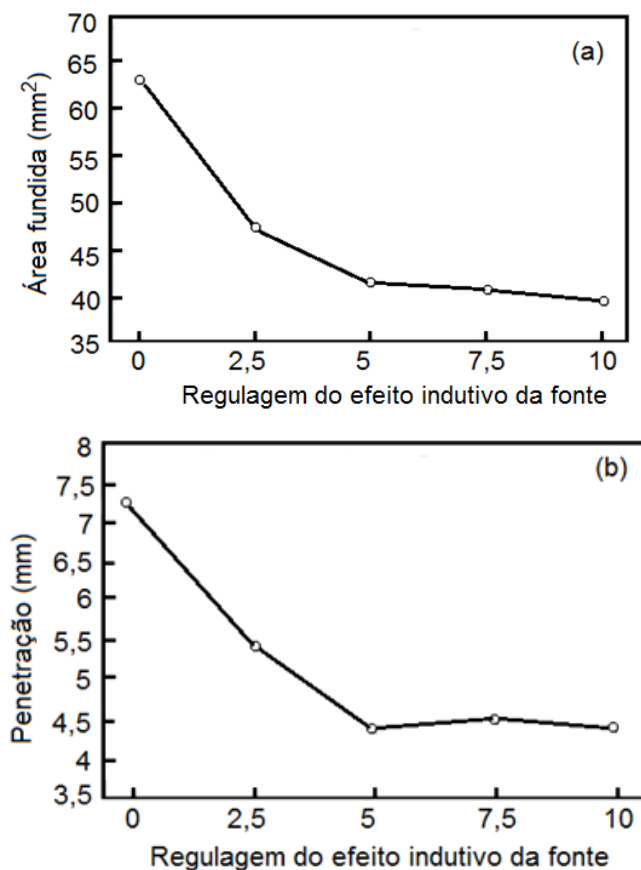 (a)
Área fundida (mm²)
70
65
60
55
50
45
40
35
0 2,5 5 7,5 10
Regulagem do efeito indutivo da fonte
(b)
Penetração (mm)
8
7,5
7
6,5
6
5,5
5
4,5
4
3,5
0 2,5 5 7,5 10
Regulagem do efeito indutivo da fonte